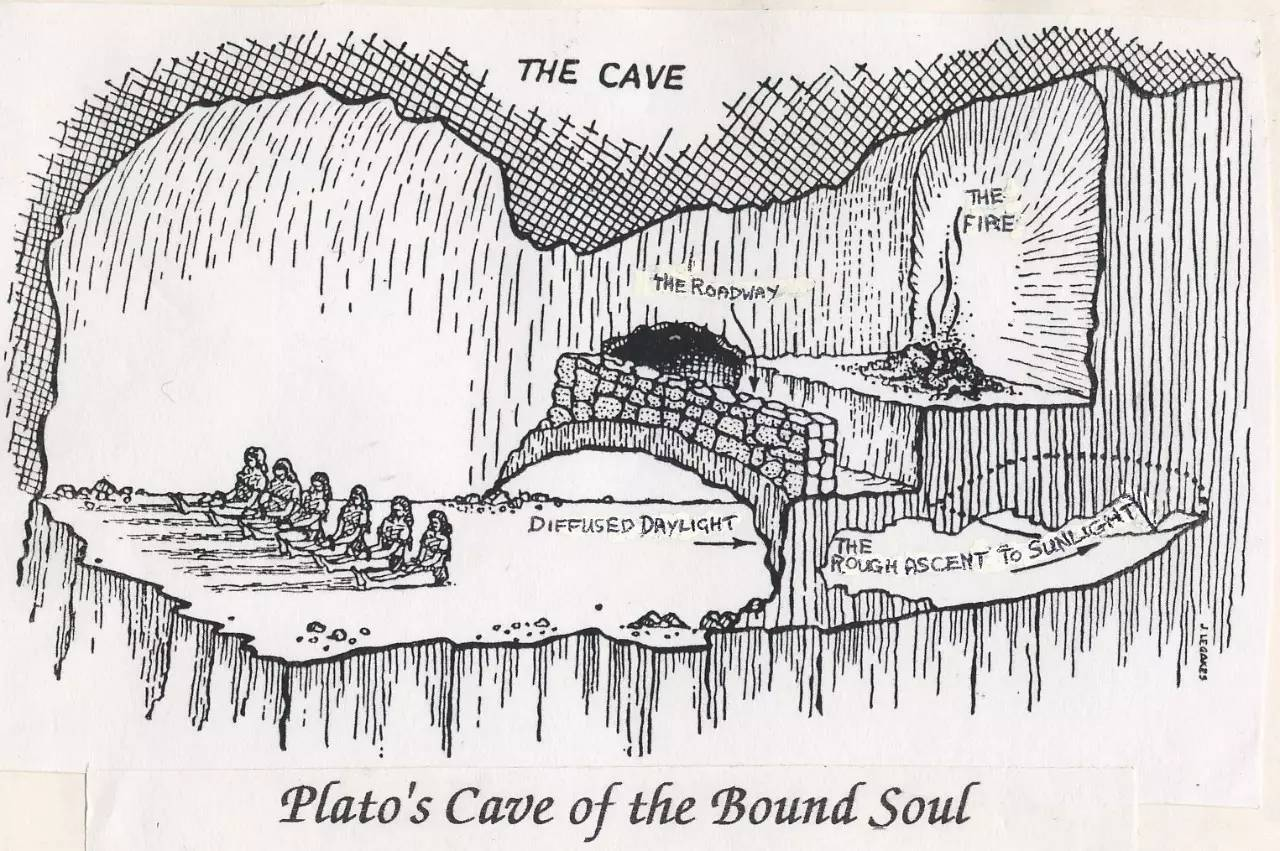 THE CAVE
THE
FIRE
THE ROADWAY
DIFFUSED DAYLIGHT
THE
ROUGH ASCENT TO SUNLIGHT
Plato's Cave of the Bound Soul